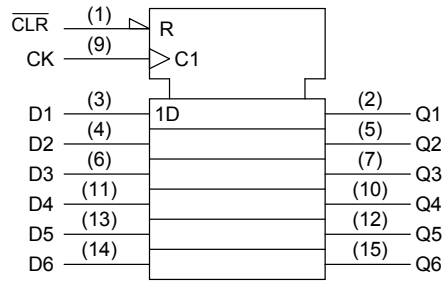 C̅L̅R̅ (1) R
CK (9) C1
D1 (3) 1D (2) Q1
D2 (4) (5) Q2
D3 (6) (7) Q3
D4 (11) (10) Q4
D5 (13) (12) Q5
D6 (14) (15) Q6